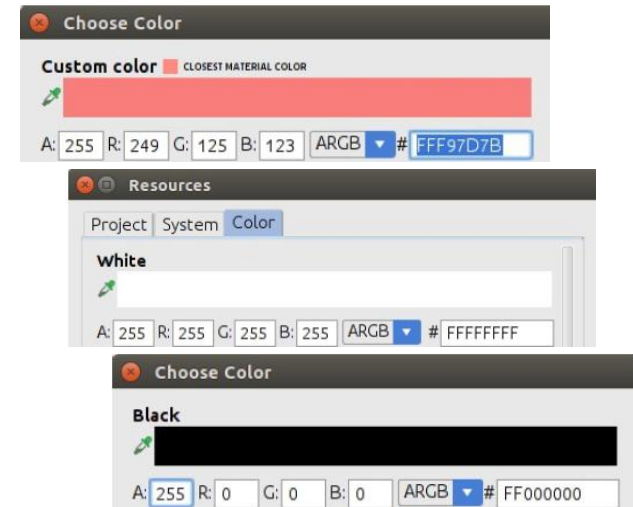 Choose Color
Custom color CLOSEST MATERIAL COLOR
A: 255 R: 249 G: 125 B: 123 ARGB # FFF97D7B
Resources
Project System Color
White
A: 255 R: 255 G: 255 B: 255 ARGB # FFFFFFFF
Choose Color
Black
A: 255 R: 0 G: 0 B: 0 ARGB # FF000000